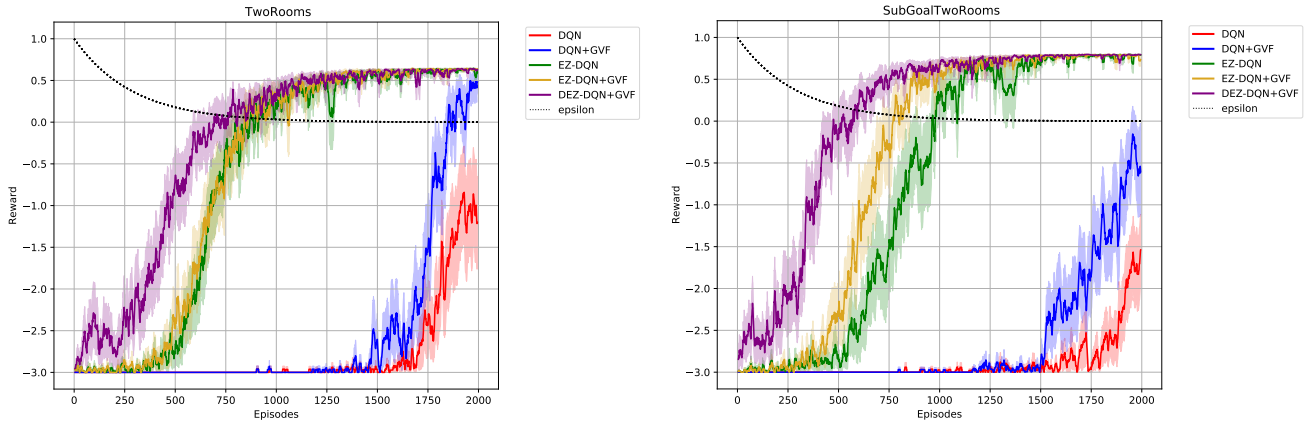 TwoRooms
1.0
0.5
0.0
−0.5
−1.0
−1.5
−2.0
−2.5
−3.0
Reward
0 250 500 750 1000 1250 1500 1750 2000
Episodes
DQN
DQN+GVF
EZ-DQN
EZ-DQN+GVF
DEZ-DQN+GVF
epsilon
SubGoalTwoRooms
1.0
0.5
0.0
−0.5
−1.0
−1.5
−2.0
−2.5
−3.0
Reward
0 250 500 750 1000 1250 1500 1750 2000
Episodes
DQN
DQN+GVF
EZ-DQN
EZ-DQN+GVF
DEZ-DQN+GVF
epsilon